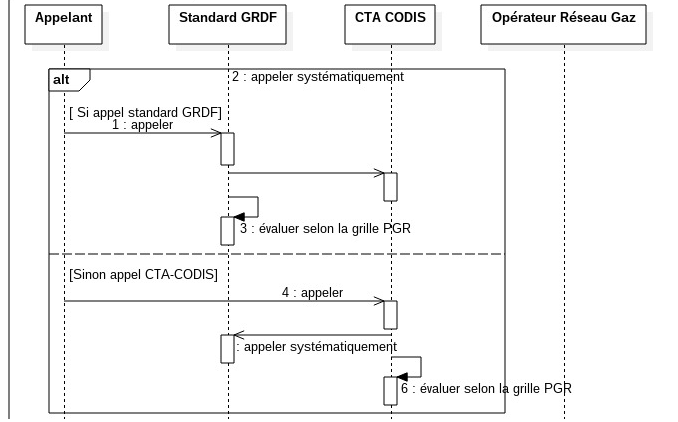 Appelant
Standard GRDF
CTA CODIS
Opérateur Réseau Gaz
alt
2 : appeler systématiquement
[ Si appel standard GRDF]
1 : appeler
3 : évaluer selon la grille PGR
[Sinon appel CTA-CODIS]
4 : appeler
: appeler systématiquement
6 : évaluer selon la grille PGR